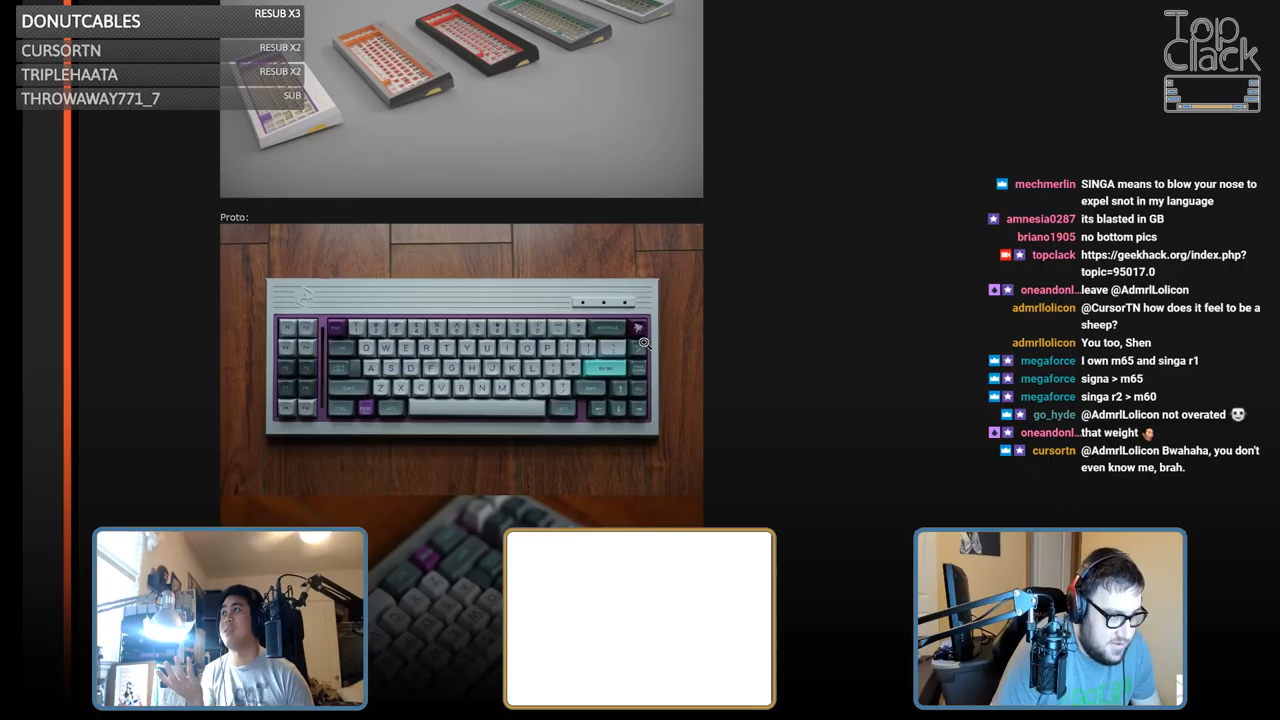 DONUTCABLES RESUB X3
CURSORTN RESUB X2
TRIPLEHAATA RESUB X2
THROWAWAY771_7 SUB
Top
Clack
Proto:
mechmerlin SINGA means to blow your nose to
expel snot in my language
amnesia0287 its blasted in GB
briano1905 no bottom pics
topclack https://geekhack.org/index.php?
topic=95017.0
oneandonl... leave @AdmrlLolicon
admrllolicon @CursorTN how does it feel to be a
sheep?
admrllolicon You too, Shen
megaforce I own m65 and singa r1
megaforce signa > m65
megaforce singa r2 > m60
go_hyde @AdmrlLolicon not overated
oneandonl... that weight
cursortn @AdmrlLolicon Bwahaha, you don't
even know me, brah.
Q W E R T Y U I O P
A S D F G H J K L
ENTER
Z X C V B N M